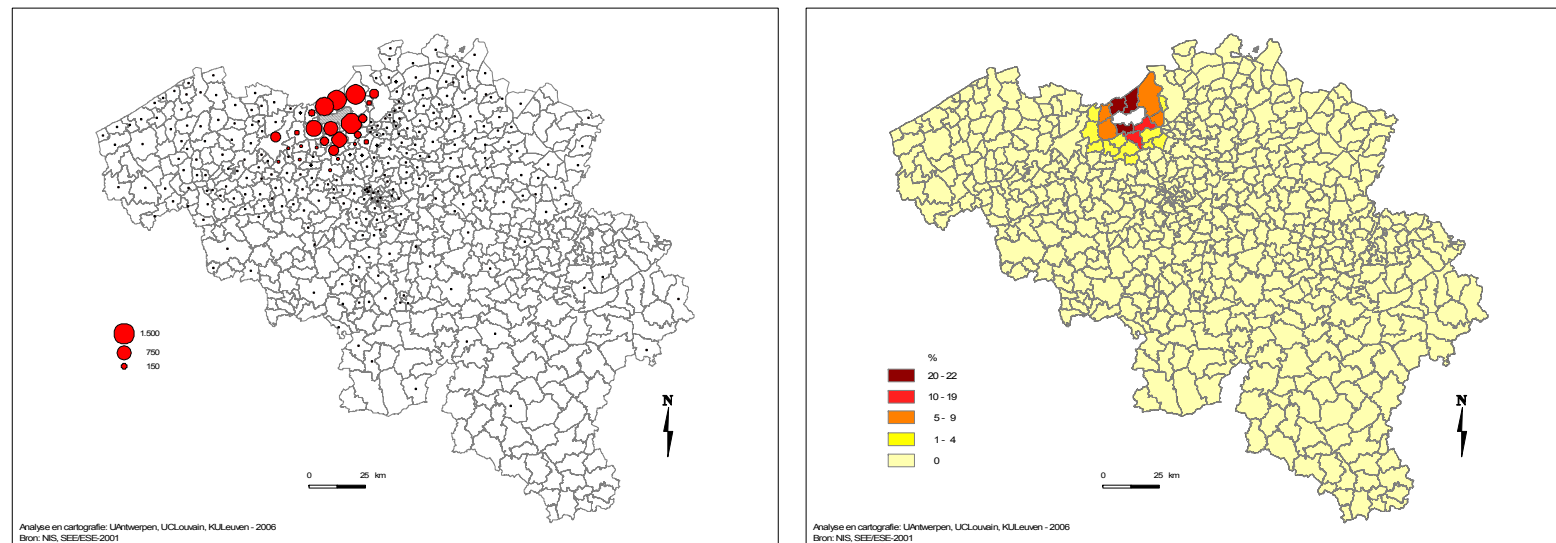 1.500
750
150
N
0 25 km
Analyse en cartografie: UAntwerpen, UCLouvain, KULeuven - 2006
Bron: NIS, SEE/ESE-2001
%
20 - 22
10 - 19
5 - 9
1 - 4
0
N
0 25 km
Analyse en cartografie: UAntwerpen, UCLouvain, KULeuven - 2006
Bron: NIS, SEE/ESE-2001